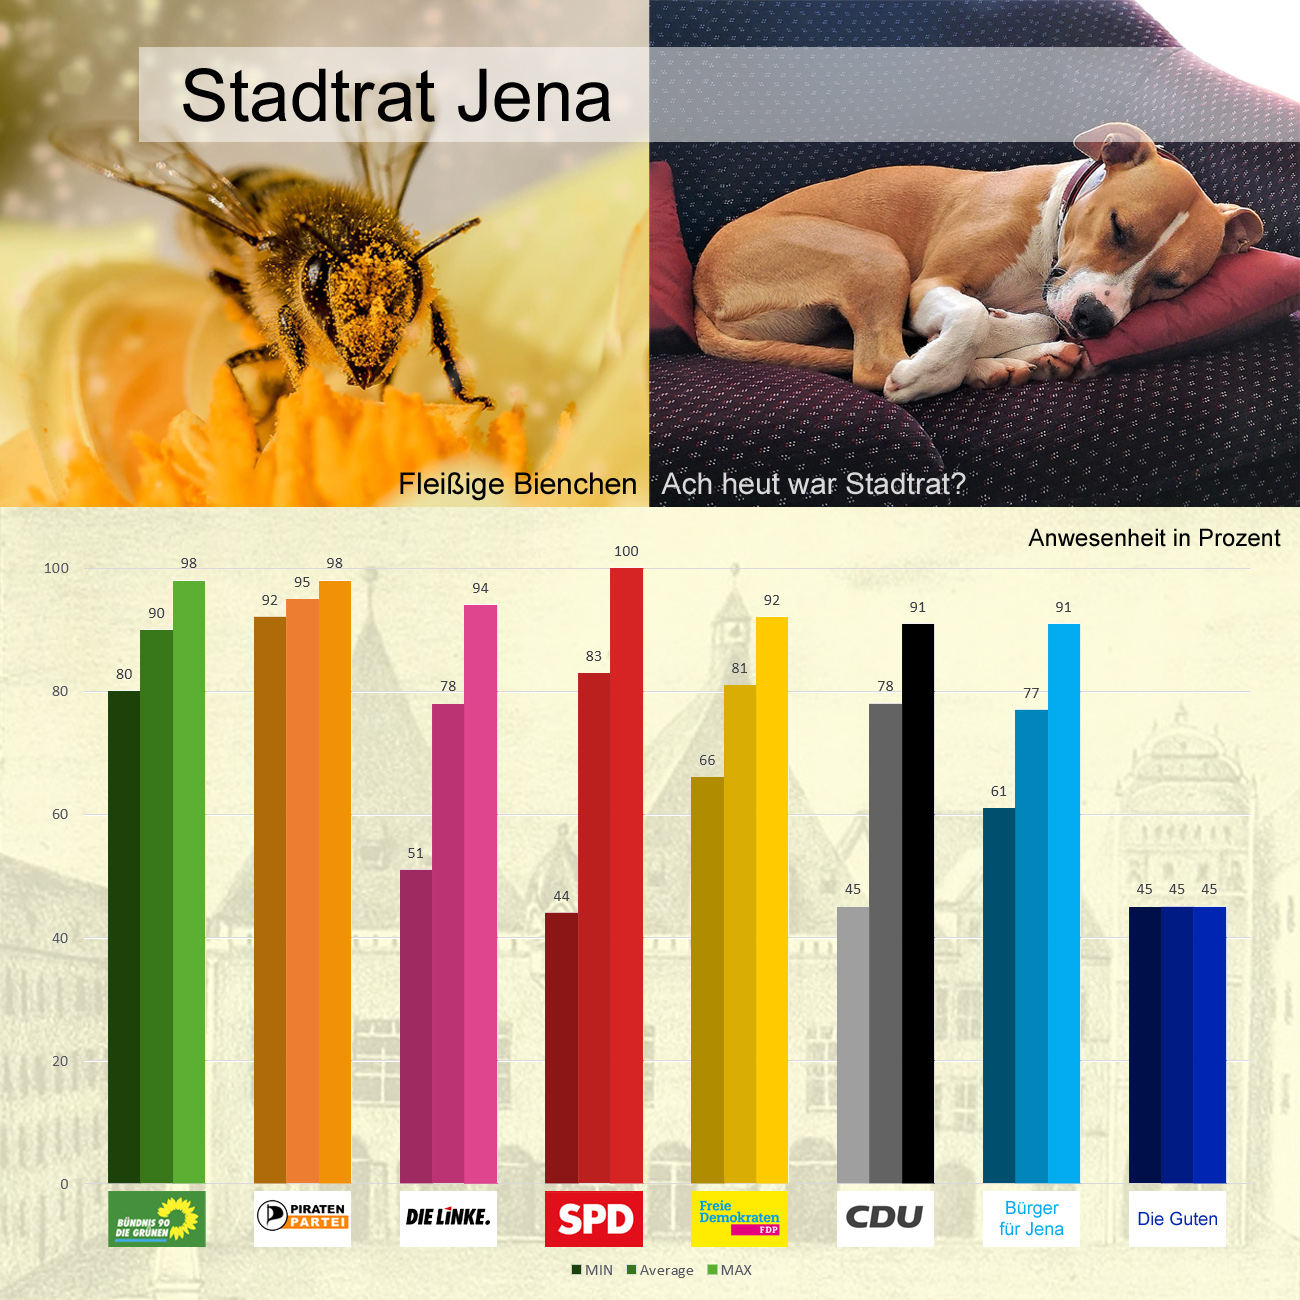 Stadtrat Jena
Fleißige Bienchen
Ach heut war Stadtrat?
Anwesenheit in Prozent
100
80
60
40
20
0
80
90
98
92
95
98
51
78
94
44
83
100
66
81
92
45
78
91
61
77
91
45
45
45
BÜNDNIS 90
DIE GRÜNEN
PIRATEN
PARTEI
DIE LINKE.
SPD
Freie
Demokraten
FDP
CDU
Bürger
für Jena
Die Guten
MIN
Average
MAX